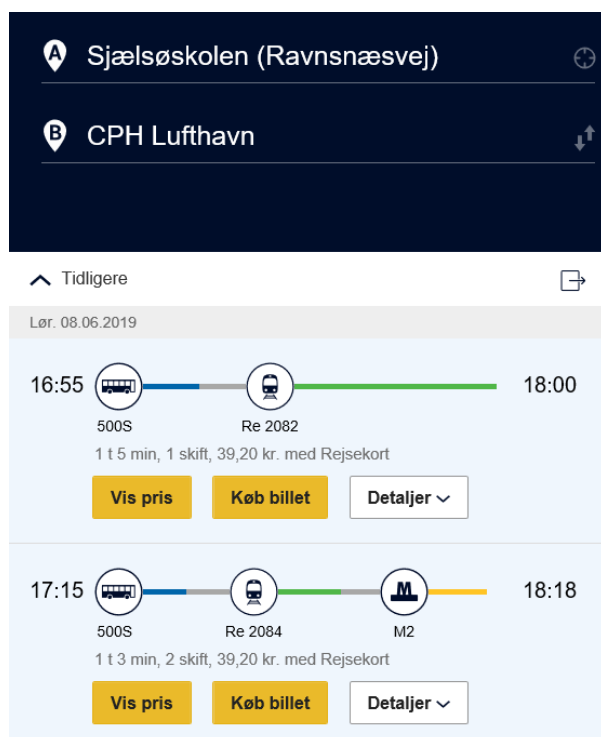 A Sjælsøskolen (Ravnsnæsvej)
B CPH Lufthavn
Tidligere
Lør. 08.06.2019
16:55 18:00
500S Re 2082
1 t 5 min, 1 skift, 39,20 kr. med Rejsekort
Vis pris Køb billet Detaljer
17:15 M 18:18
500S Re 2084 M2
1 t 3 min, 2 skift, 39,20 kr. med Rejsekort
Vis pris Køb billet Detaljer